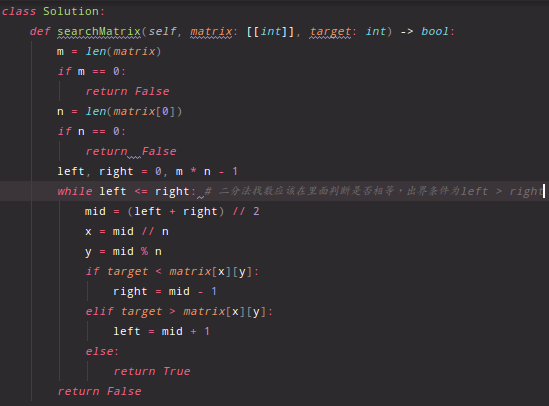 class Solution:
    def searchMatrix(self, matrix: [[int]], target: int) -> bool:
        m = len(matrix)
        if m == 0:
            return False
        n = len(matrix[0])
        if n == 0:
            return  False
        left, right = 0, m * n - 1
        while left <= right: # 二分法找数应该在里面判断是否相等，出界条件为left > right
            mid = (left + right) // 2
            x = mid // n
            y = mid % n
            if target < matrix[x][y]:
                right = mid - 1
            elif target > matrix[x][y]:
                left = mid + 1
            else:
                return True
        return False